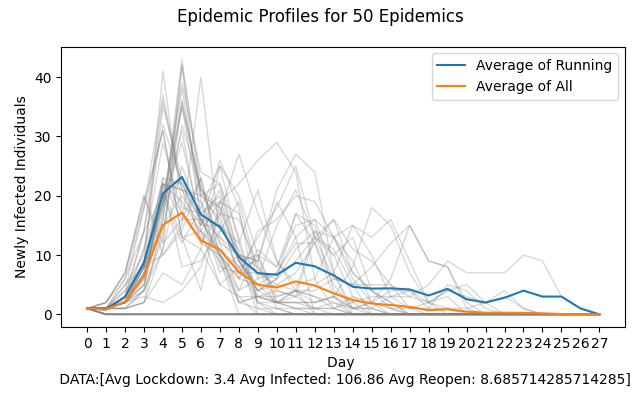 Epidemic Profiles for 50 Epidemics
Average of Running
Average of All
Newly Infected Individuals
40
30
20
10
0
0 1 2 3 4 5 6 7 8 9 10 11 12 13 14 15 16 17 18 19 20 21 22 23 24 25 26 27
Day
DATA:[Avg Lockdown: 3.4 Avg Infected: 106.86 Avg Reopen: 8.685714285714285]